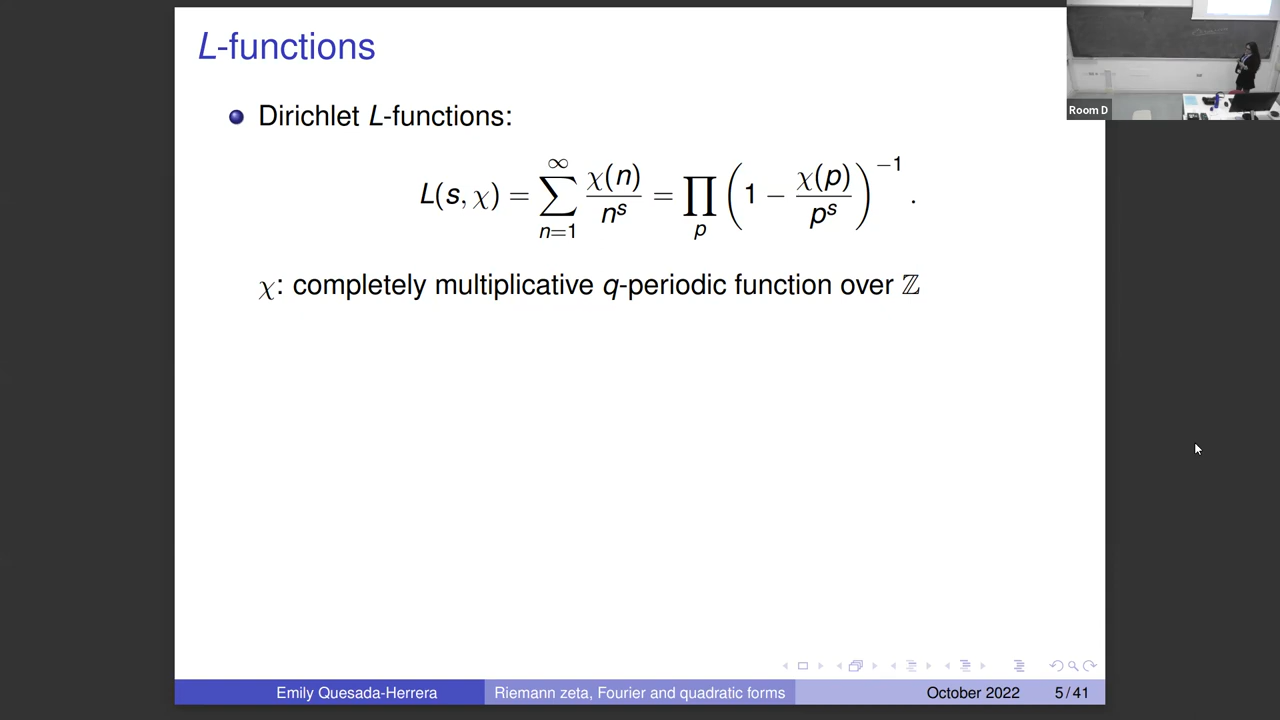 L-functions
Dirichlet L-functions:
L(s, χ) = ∑_{n=1}^{∞} χ(n)/n^s = ∏_p (1 − χ(p)/p^s)^{−1}.
χ: completely multiplicative q-periodic function over ℤ
Room D
Emily Quesada-Herrera
Riemann zeta, Fourier and quadratic forms
October 2022
5 / 41